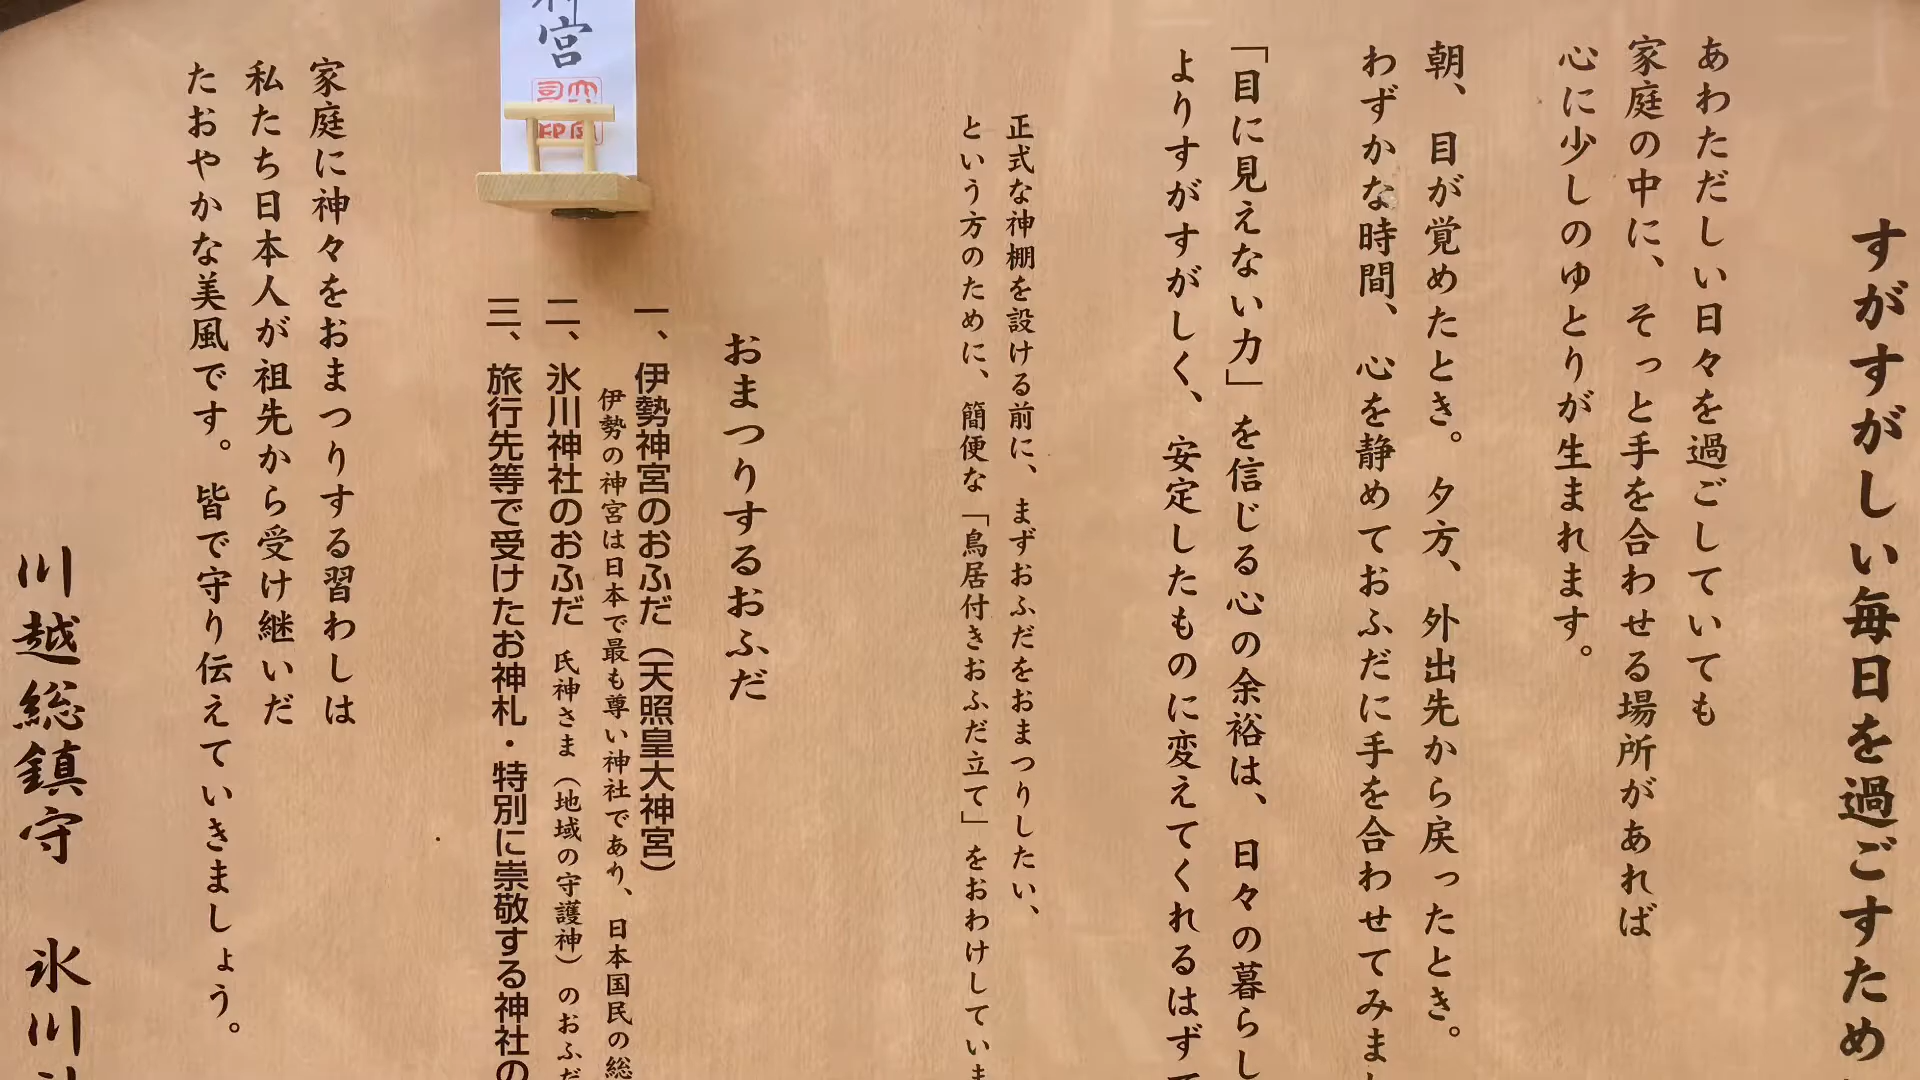 すがすがしい毎日を過ごすため
あわただしい日々を過ごしていても
家庭の中に、そっと手を合わせる場所があれば
心に少しのゆとりが生まれます。
朝、目が覚めたとき。夕方、外出先から戻ったとき。
わずかな時間、心を静めておふだに手を合わせてみま
「目に見えない力」を信じる心の余裕は、日々の暮らし
よりすがすがしく、安定したものに変えてくれるはず
正式な神棚を設ける前に、まずおふだをおまつりしたい、
という方のために、簡便な「鳥居付きおふだ立て」をおわけしていま
おまつりするおふだ
一、伊勢神宮のおふだ（天照皇大神宮）
伊勢の神宮は日本で最も尊い神社であり、日本国民の総
二、氷川神社のおふだ 氏神さま（地域の守護神）のおふだ
三、旅行先等で受けたお神札・特別に崇敬する神社の
宮
家庭に神々をおまつりする習わしは
私たち日本人が祖先から受け継いだ
たおやかな美風です。皆で守り伝えていきましょう。
川越総鎮守 氷川